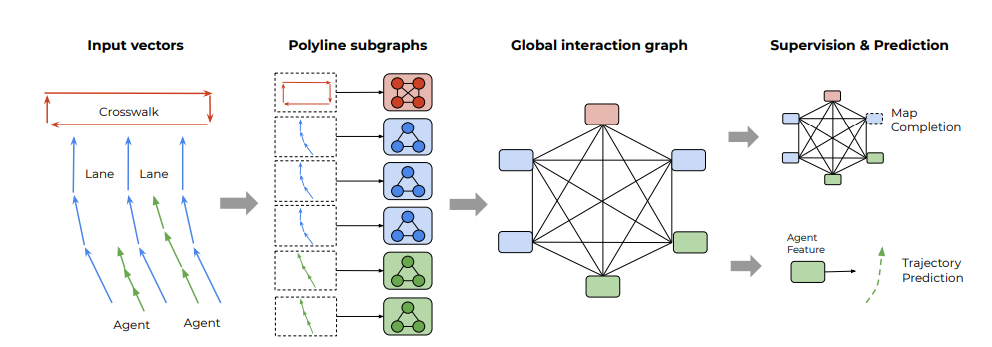 Input vectors
Polyline subgraphs
Global interaction graph
Supervision & Prediction
Crosswalk
Lane
Lane
Agent
Agent
Map
Completion
Agent
Feature
Trajectory
Prediction